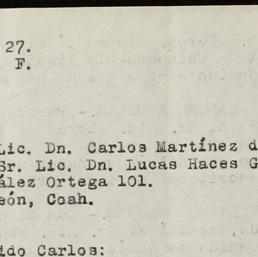 27.
F.
Lic. Dn. Carlos Martínez d
Sr. Lic. Dn. Lucas Haces G
ález Ortega 101.
eón, Coah.
ido Carlos: